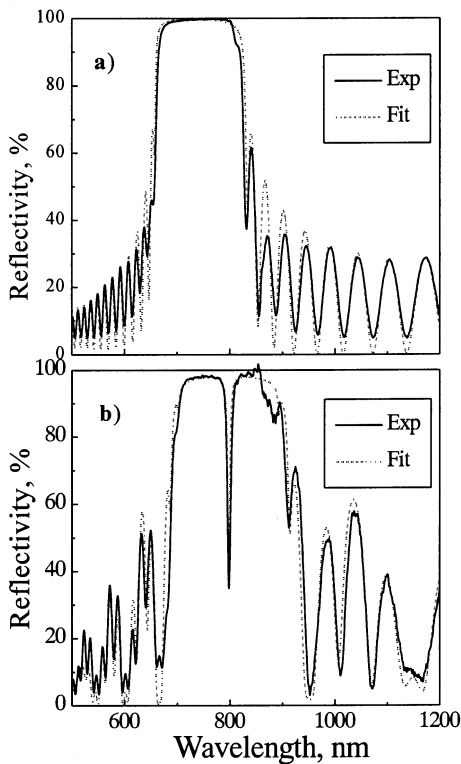 100
80
60
40
20
0
Reflectivity, %
a)
Exp
Fit
100
80
60
40
20
0
Reflectivity, %
b)
Exp
Fit
600 800 1000 1200
Wavelength, nm